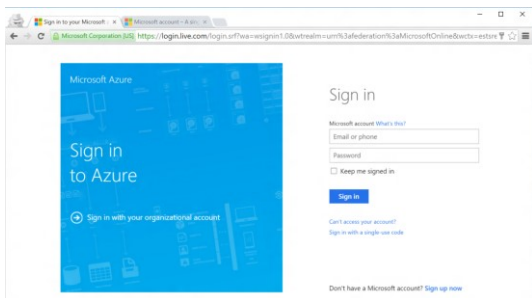 Sign in to your Microsoft
Microsoft account
Microsoft Corporation [US] https://login.live.com/login.srf?wa=wsignin1.0&wtrealm=urn%3afederation%3aMicrosoftOnline&wctx=estsre
Microsoft Azure
Sign in
to Azure
Sign in with your organizational account
Sign in
Microsoft account What's this?
Email or phone
Password
Keep me signed in
Sign in
Can't access your account?
Sign in with a single-use code
Don't have a Microsoft account? Sign up now